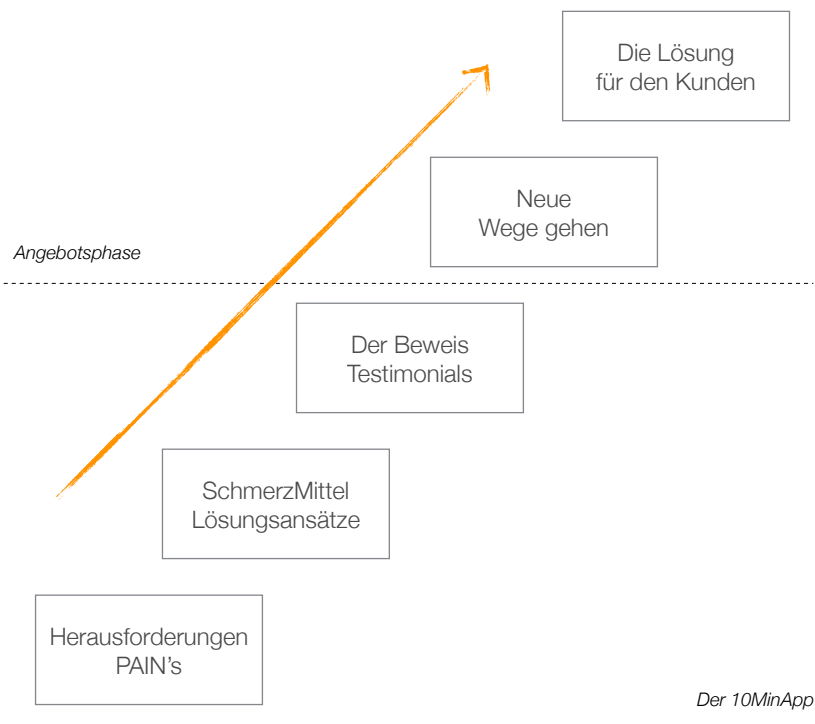 Die Lösung
für den Kunden
Neue
Wege gehen
Angebotsphase
Der Beweis
Testimonials
SchmerzMittel
Lösungsansätze
Herausforderungen
PAIN's
Der 10MinApp